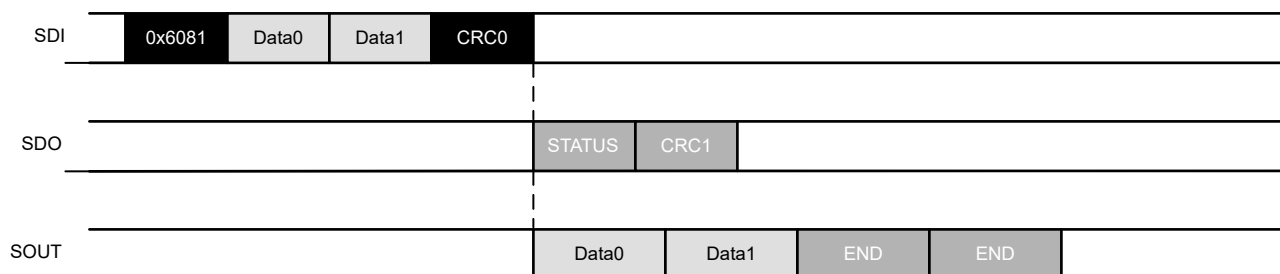 SDI 0x6081 Data0 Data1 CRC0
SDO STATUS CRC1
SOUT Data0 Data1 END END